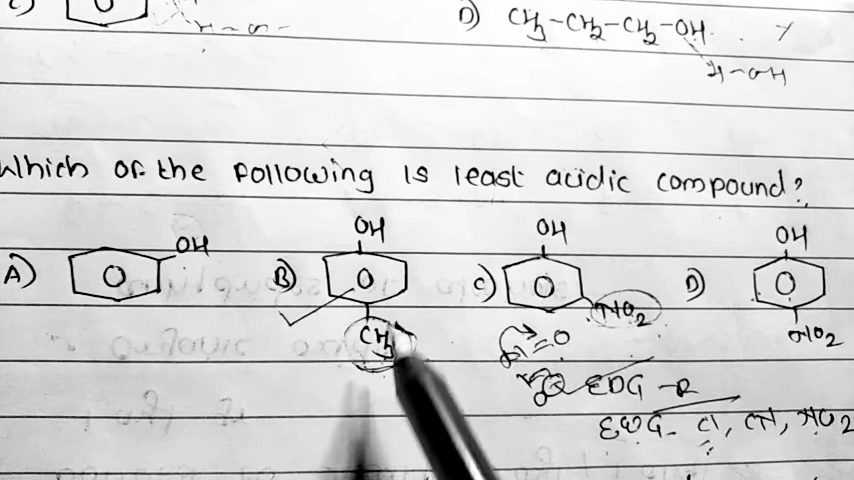 C)
D) CH3-CH2-CH2-OH
H-OH
Which of the following is least acidic compound?
A) OH
B) OH
CH3
C) OH
NO2
D) OH
NO2
=O
EDG -R
EWG- Cl, CN, NO2